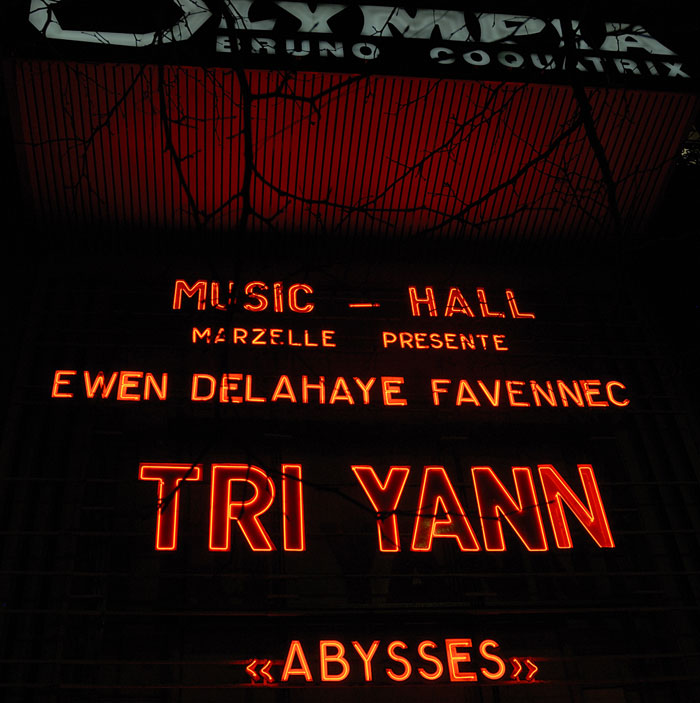 OLYMPIA
BRUNO COQUATRIX
MUSIC - HALL
MARZELLE PRESENTE
EWEN DELAHAYE FAVENNEC
TRI YANN
«ABYSSES»